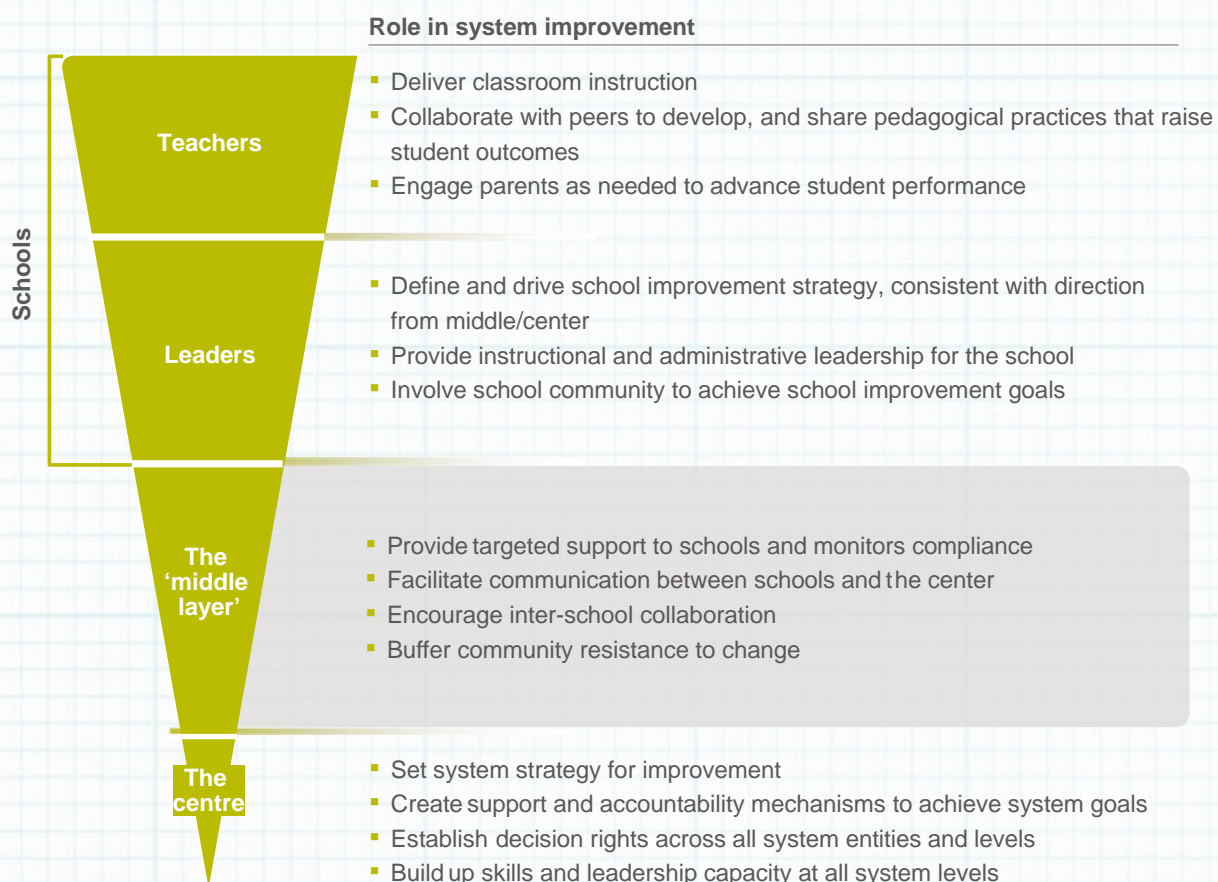 Role in system improvement
Schools
Teachers
▪ Deliver classroom instruction
▪ Collaborate with peers to develop, and share pedagogical practices that raise
student outcomes
▪ Engage parents as needed to advance student performance
Leaders
▪ Define and drive school improvement strategy, consistent with direction
from middle/center
▪ Provide instructional and administrative leadership for the school
▪ Involve school community to achieve school improvement goals
The
‘middle
layer’
▪ Provide targeted support to schools and monitors compliance
▪ Facilitate communication between schools and the center
▪ Encourage inter-school collaboration
▪ Buffer community resistance to change
The
centre
▪ Set system strategy for improvement
▪ Create support and accountability mechanisms to achieve system goals
▪ Establish decision rights across all system entities and levels
▪ Build up skills and leadership capacity at all system levels